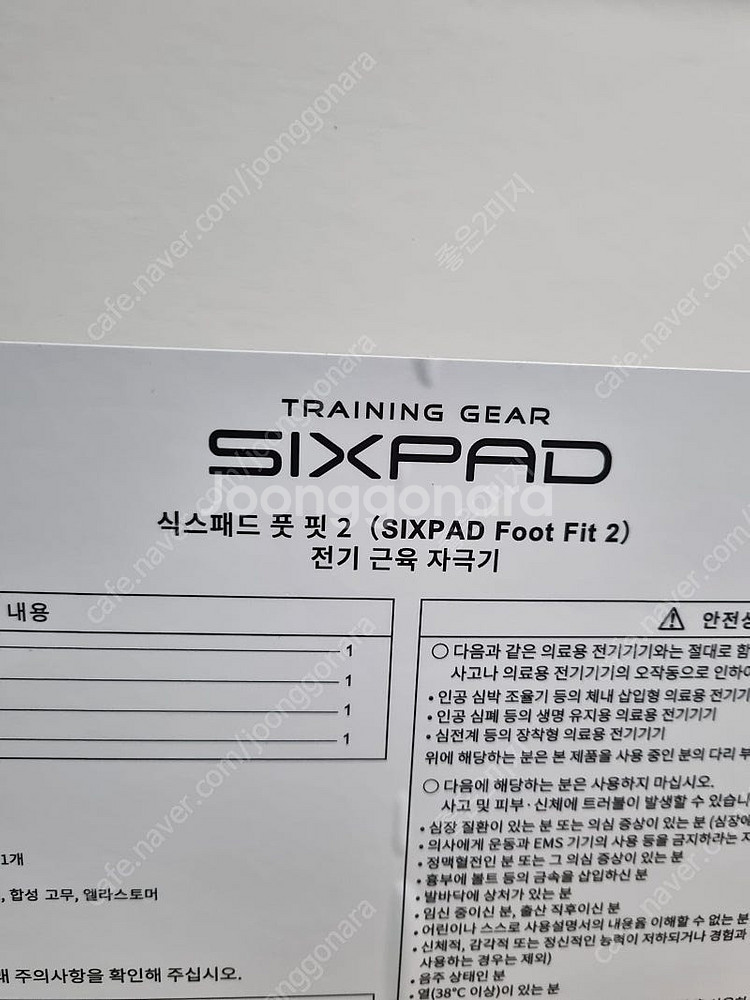 TRAINING GEAR
SIXPAD
식스패드 풋 핏 2 (SIXPAD Foot Fit 2)
전기 근육 자극기
내용
1
1
1
1
1개
, 합성 고무, 엘라스토머
주의사항을 확인해 주십시오.
⚠ 안전
○ 다음과 같은 의료용 전기기기와는 절대로 함
사고나 의료용 전기기기의 오작동으로 인하여
• 인공 심박 조율기 등의 체내 삽입형 의료용 전기기
• 인공 심폐 등의 생명 유지용 의료용 전기기기
• 심전계 등의 장착형 의료용 전기기기
위에 해당하는 분은 본 제품을 사용 중인 분의 다리 부
○ 다음에 해당하는 분은 사용하지 마십시오.
사고 및 피부·신체에 트러블이 발생할 수 있습니
• 심장 질환이 있는 분 또는 의심 증상이 있는 분 (심장에
• 의사에게 운동과 EMS 기기의 사용 등을 금지하라는 지
• 정맥혈전인 분 또는 그 의심 증상이 있는 분
• 흉부에 볼트 등의 금속을 삽입하신 분
• 발바닥에 상처가 있는 분
• 임신 중이신 분, 출산 직후이신 분
• 어린이나 스스로 사용설명서의 내용을 이해할 수 없는 분
• 신체적, 감각적 또는 정신적인 능력이 저하되거나 경험과
사용하는 경우는 제외)
• 음주 상태인 분
• 열(38°C 이상)이 있는 분
joonggonara
cafe.naver.com/joonggonara
좋은2미지